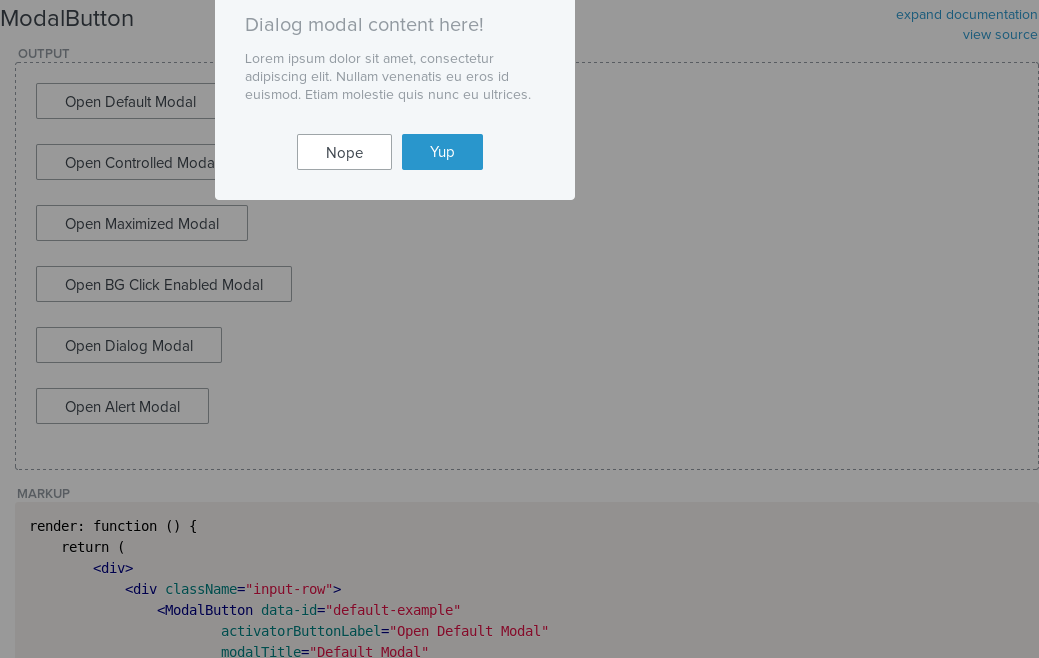 ModalButton
expand documentation
view source
OUTPUT
Dialog modal content here!
Lorem ipsum dolor sit amet, consectetur
adipiscing elit. Nullam venenatis eu eros id
euismod. Etiam molestie quis nunc eu ultrices.
Nope
Yup
Open Default Modal
Open Controlled Moda
Open Maximized Modal
Open BG Click Enabled Modal
Open Dialog Modal
Open Alert Modal
MARKUP
render: function () {
return (
<div>
<div className="input-row">
<ModalButton data-id="default-example"
activatorButtonLabel="Open Default Modal"
modalTitle="Default Modal"